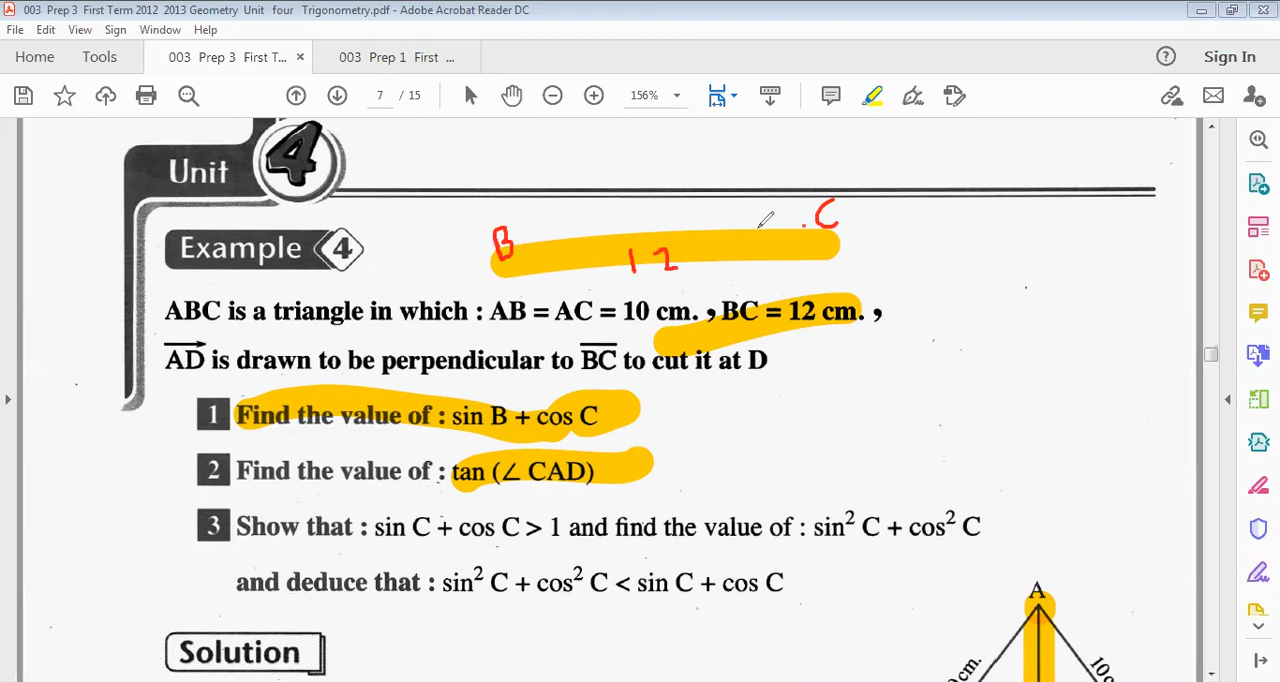 003 Prep 3 First Term 2012 2013 Geometry Unit four Trigonometry.pdf - Adobe Acrobat Reader DC
File Edit View Sign Window Help
Home Tools 003 Prep 3 First T... × 003 Prep 1 First ... ? Sign In
7 / 15 156%
Unit 4
B 12 .C
Example 4
ABC is a triangle in which : AB = AC = 10 cm. , BC = 12 cm. ,
AD is drawn to be perpendicular to BC to cut it at D
1 Find the value of : sin B + cos C
2 Find the value of : tan (∠ CAD)
3 Show that : sin C + cos C > 1 and find the value of : sin² C + cos² C
and deduce that : sin² C + cos² C < sin C + cos C
A
Solution
cm.